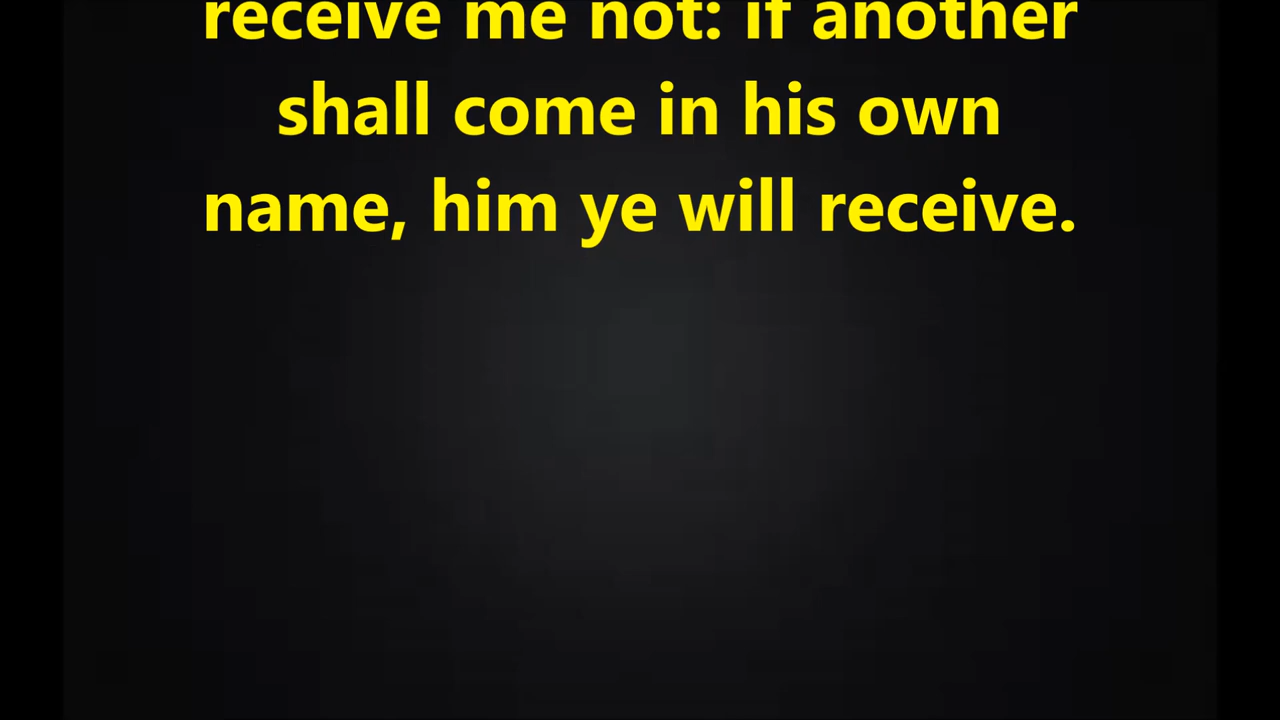 receive me not: if another
shall come in his own
name, him ye will receive.